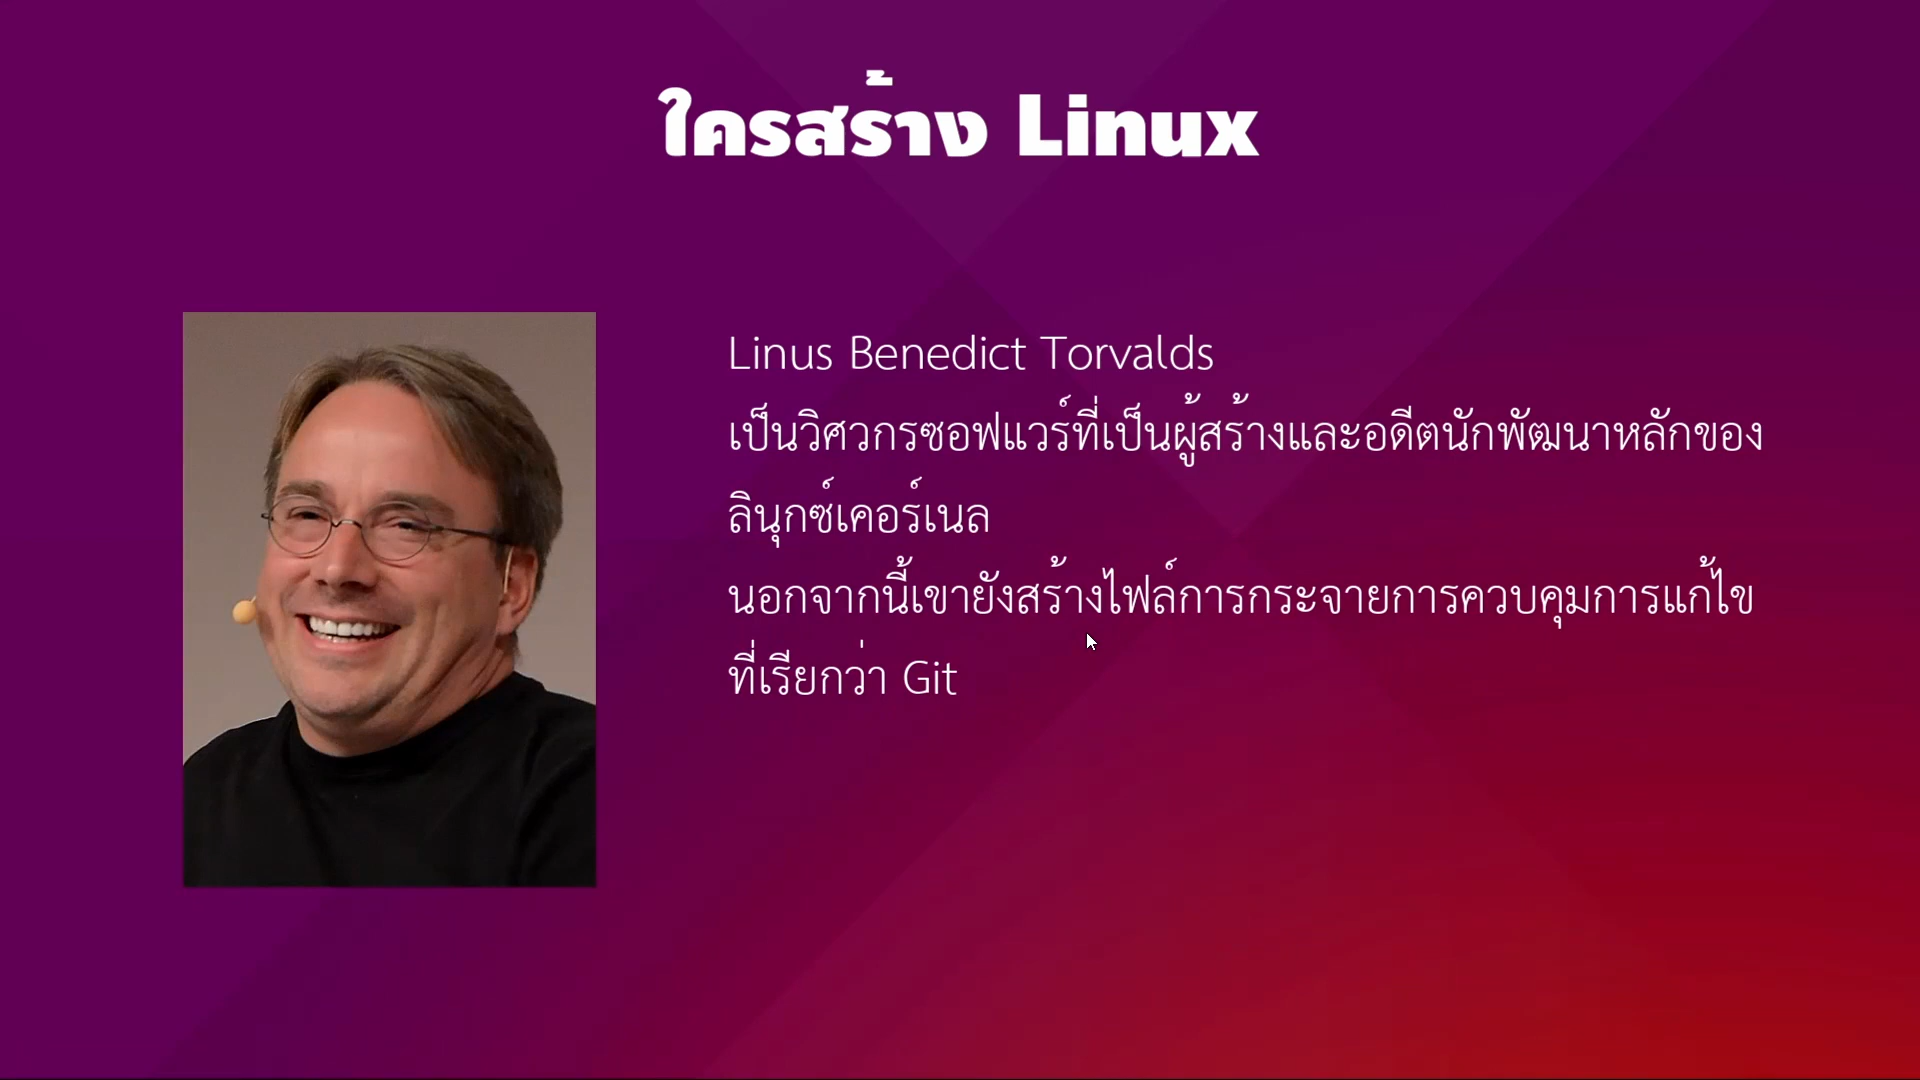 ใครสร้าง Linux
Linus Benedict Torvalds
เป็นวิศวกรซอฟแวร์ที่เป็นผู้สร้างและอดีตนักพัฒนาหลักของ
ลินุกซ์เคอร์เนล
นอกจากนี้เขายังสร้างไฟล์การกระจายการควบคุมการแก้ไข
ที่เรียกว่า Git